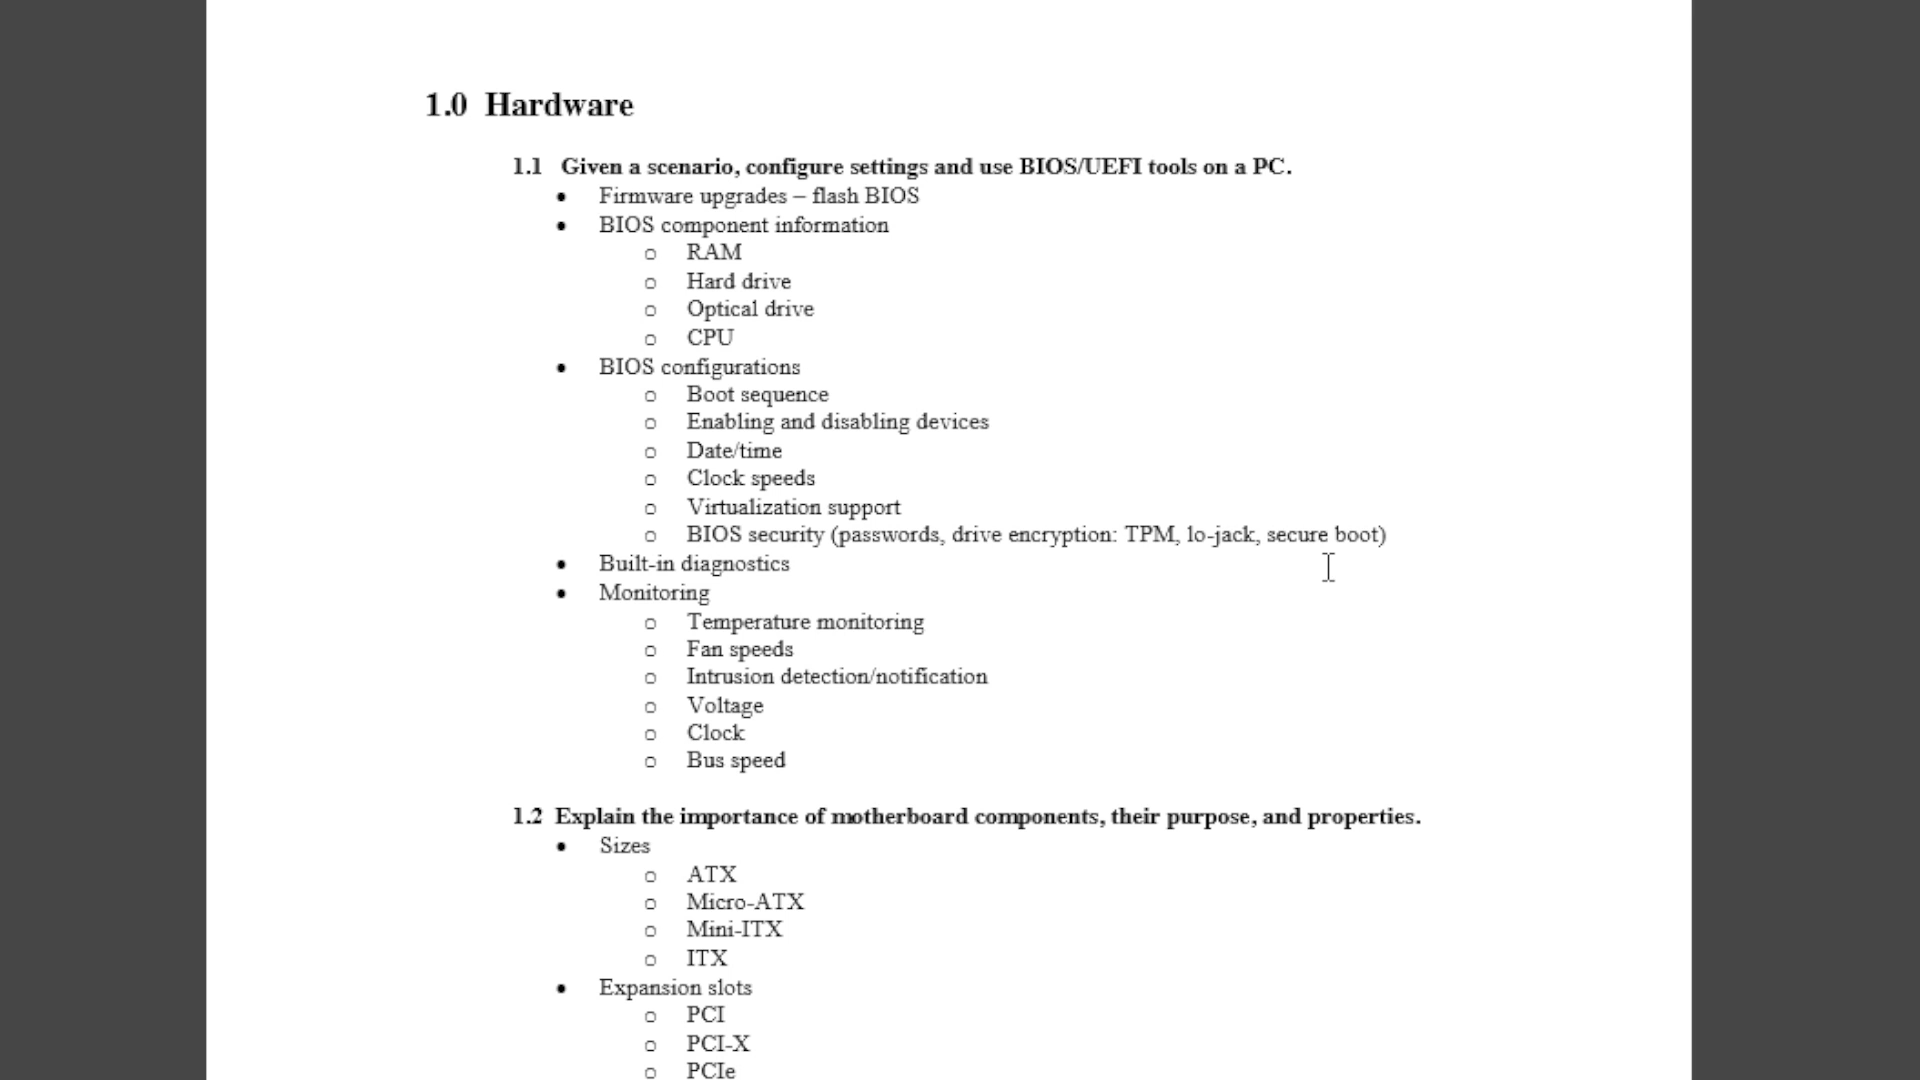 1.0 Hardware
1.1 Given a scenario, configure settings and use BIOS/UEFI tools on a PC.
• Firmware upgrades – flash BIOS
• BIOS component information
o RAM
o Hard drive
o Optical drive
o CPU
• BIOS configurations
o Boot sequence
o Enabling and disabling devices
o Date/time
o Clock speeds
o Virtualization support
o BIOS security (passwords, drive encryption: TPM, lo-jack, secure boot)
• Built-in diagnostics
• Monitoring
o Temperature monitoring
o Fan speeds
o Intrusion detection/notification
o Voltage
o Clock
o Bus speed
1.2 Explain the importance of motherboard components, their purpose, and properties.
• Sizes
o ATX
o Micro-ATX
o Mini-ITX
o ITX
• Expansion slots
o PCI
o PCI-X
o PCIe